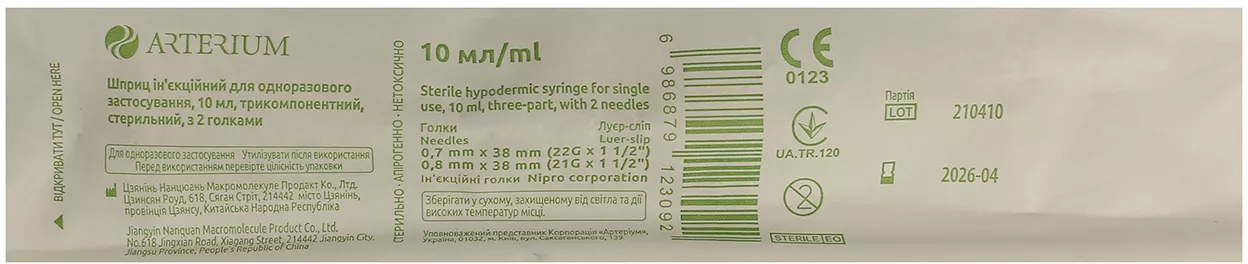 ВІДКРИВАТИ ТУТ / OPEN HERE
ARTERIUM
Шприц ін'єкційний для одноразового
застосування, 10 мл, трикомпонентний,
стерильний, з 2 голками
Для одноразового застосування Утилізувати після використання
Перед використанням перевірте цілісність упаковки
Цзянінь Нанцюань Макромолекуле Продакт Ко., Лтд.
Цзинсян Роуд, 618, Сяган Стріт, 214442 місто Цзянінь,
провінція Цзянсу, Китайська Народна Республіка
Jiangyin Nanquan Macromolecule Product Co., Ltd.
No.618 Jingxian Road, Xiagang Street, 214442 Jiangyin City.
Jiangsu Province, People's Republic of China
СТЕРИЛЬНО · АПІРОГЕННО · НЕТОКСИЧНО
10 мл/ml
Sterile hypodermic syringe for single
use, 10 ml, three-part, with 2 needles
Голки Луєр-сліп
Needles Luer-slip
0,7 mm x 38 mm (22G x 1 1/2")
0,8 mm x 38 mm (21G x 1 1/2")
Ін'єкційні голки Nipro corporation
Зберігати у сухому, захищеному від світла та дії
високих температур місці.
Уповноважений представник Корпорація «Артеріум»,
Україна, 01032, м. Київ, вул. Саксаганського, 139
6 986879 123092
CE
0123
UA.TR.120
2
STERILE EO
Партія
LOT 210410
2026-04